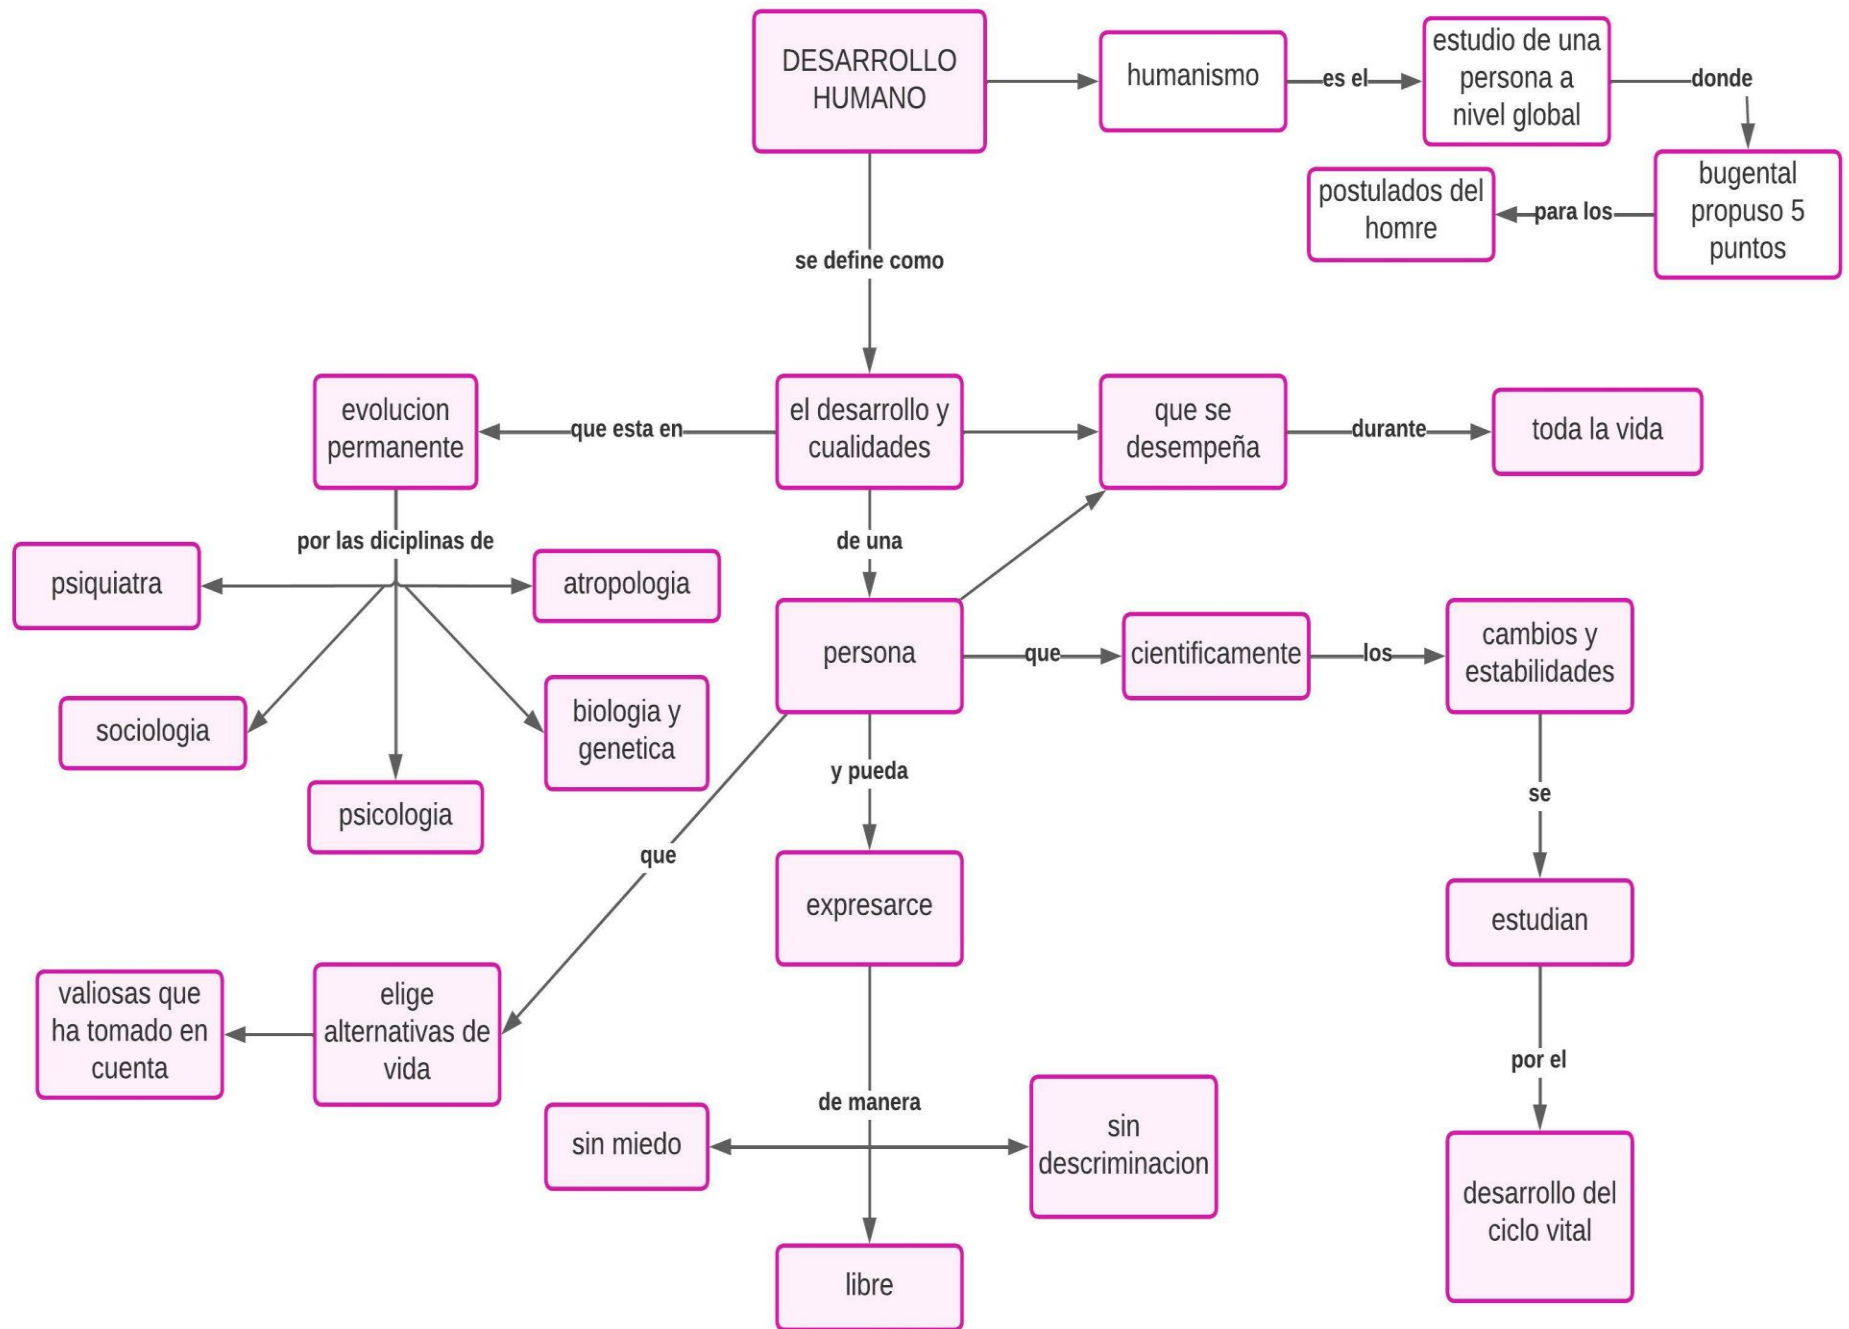 DESARROLLO
HUMANO
humanismo
es el
estudio de una
persona a
nivel global
donde
bugental
propuso 5
puntos
para los
postulados del
homre
se define como
el desarrollo y
cualidades
que esta en
evolucion
permanente
que se
desempeña
durante
toda la vida
por las diciplinas de
psiquiatra
atropologia
sociologia
biologia y
genetica
psicologia
de una
persona
que
cientificamente
los
cambios y
estabilidades
se
estudian
por el
desarrollo del
ciclo vital
y pueda
expresarce
que
elige
alternativas de
vida
valiosas que
ha tomado en
cuenta
de manera
sin miedo
sin
descriminacion
libre